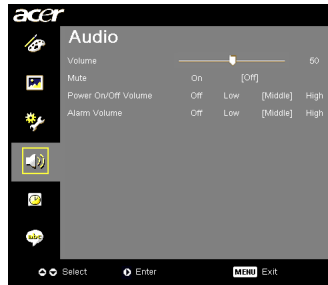 acer
Audio
Volume 50
Mute On [Off]
Power On/Off Volume Off Low [Middle] High
Alarm Volume Off Low [Middle] High
abc
Select Enter MENU Exit